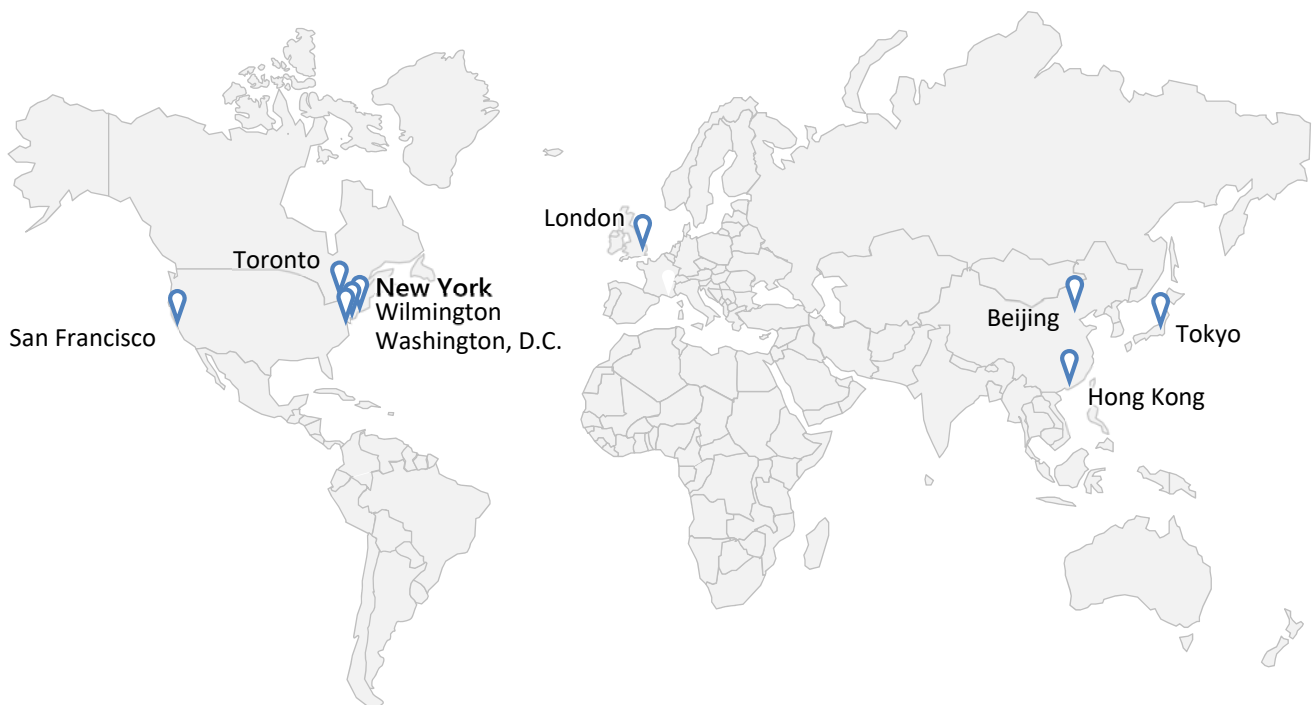 London
Toronto
New York
Wilmington
Washington, D.C.
San Francisco
Beijing
Tokyo
Hong Kong